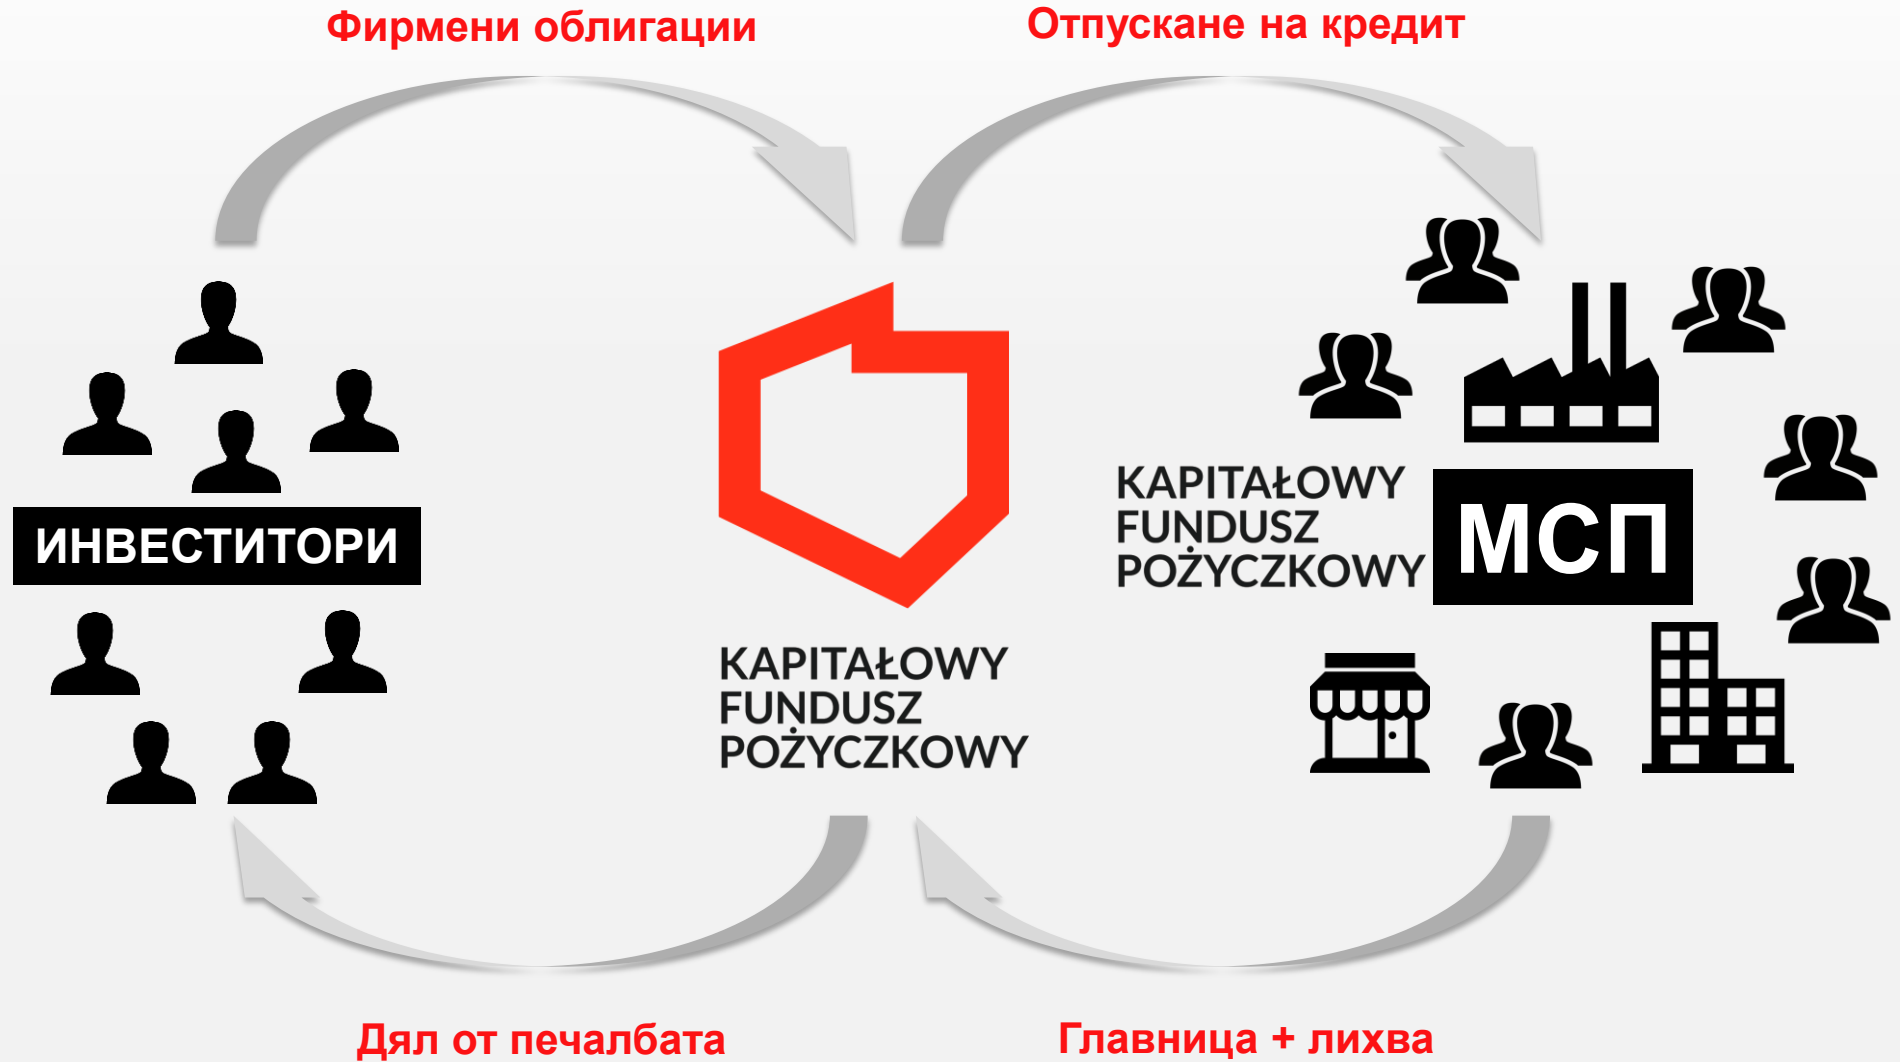 Фирмени облигации
Отпускане на кредит
ИНВЕСТИТОРИ
KAPITAŁOWY
FUNDUSZ
POŻYCZKOWY
KAPITAŁOWY
FUNDUSZ
POŻYCZKOWY
МСП
Дял от печалбата
Главница + лихва